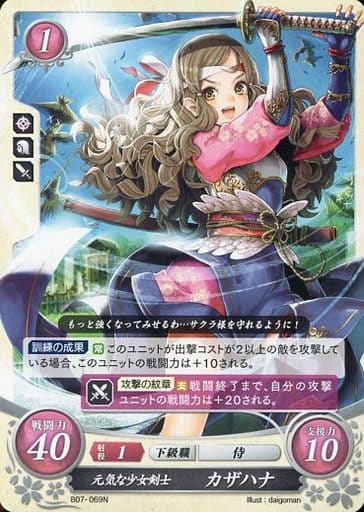 1
もっと強くなってみせるわ…サクラ様を守れるように!
訓練の成果 常 このユニットが出撃コストが2以上の敵を攻撃し
ている場合、このユニットの戦闘力は+10される。
攻撃の紋章 支 戦闘終了まで、自分の攻撃
ユニットの戦闘力は+20される。
戦闘力 40
射程 1
下級職
侍
支援力 10
元気な少女剣士 カザハナ
B07-069N
Illust : daigoman